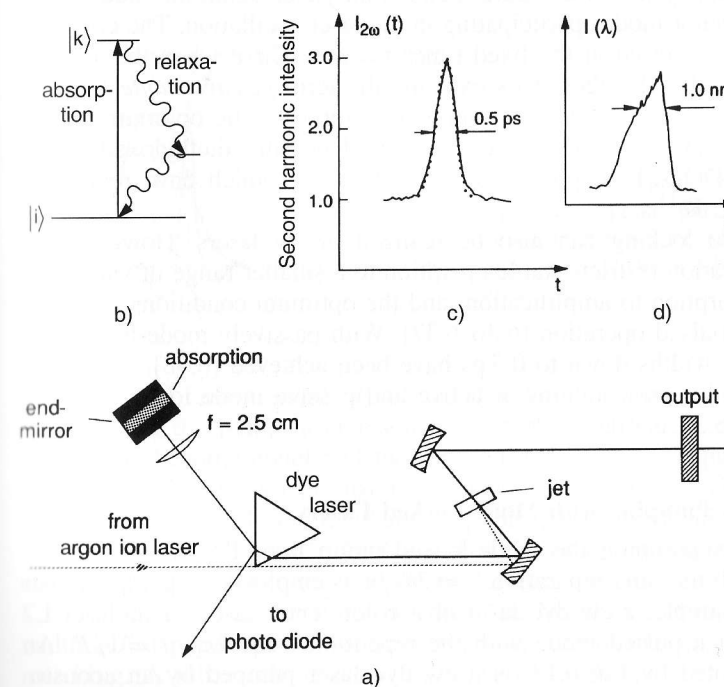 |k⟩
absorp-
tion
relaxa-
tion
|i⟩
b)
I2ω (t)
Second harmonic intensity
3.0
2.0
1.0
0.5 ps
t
c)
I (λ)
1.0 nm
d)
absorption
end-
mirror
f = 2.5 cm
dye
laser
from
argon ion laser
to
photo diode
jet
output
a)